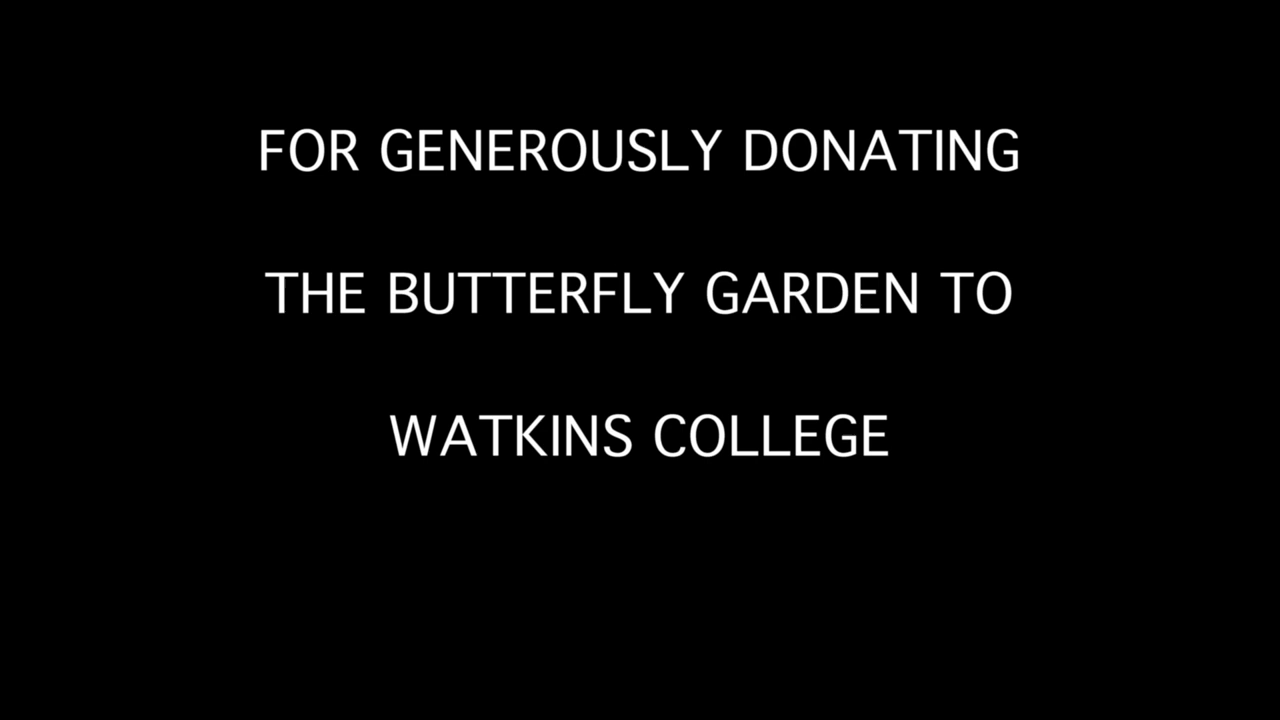 FOR GENEROUSLY DONATING
THE BUTTERFLY GARDEN TO
WATKINS COLLEGE